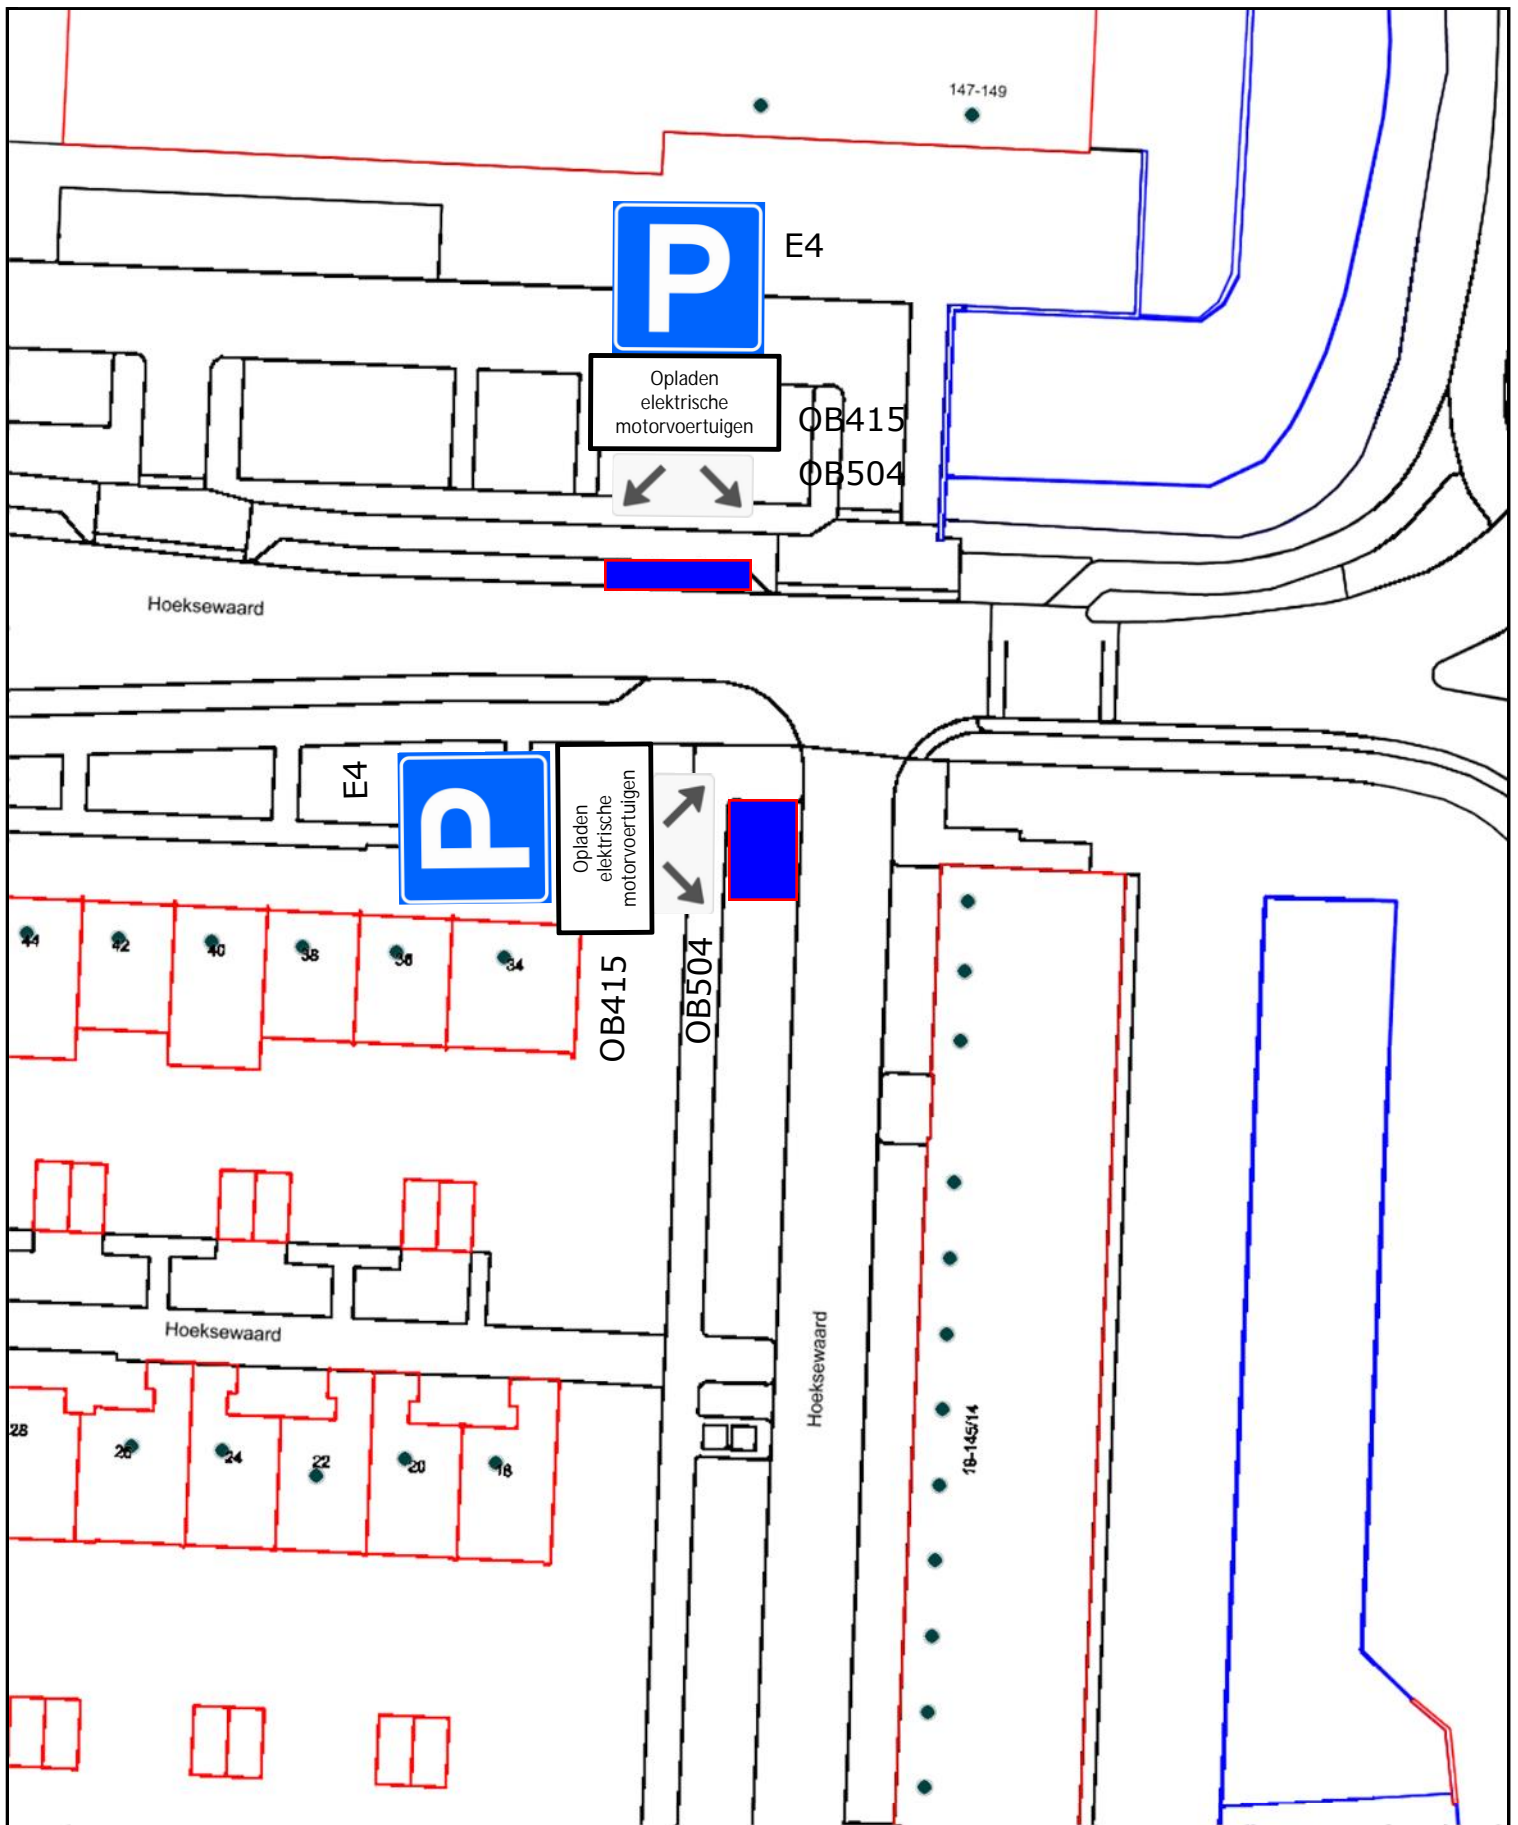 147-149
P
E4
Opladen
elektrische
motorvoertuigen
OB415
OB504
Hoeksewaard
E4
P
Opladen
elektrische
motorvoertuigen
OB415
OB504
44
42
40
38
36
34
Hoeksewaard
Hoeksewaard
28
26
24
22
20
18
18-145/14